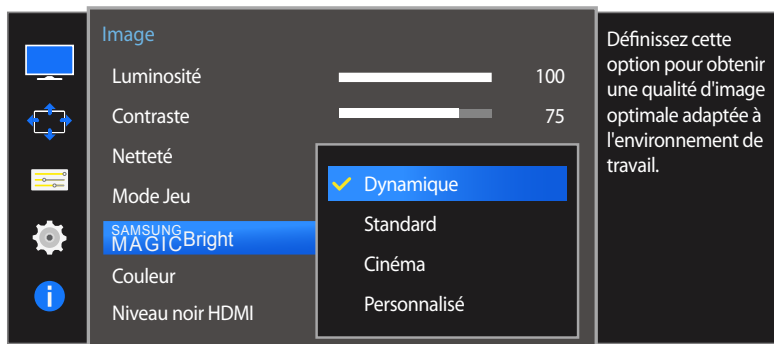 Image
Luminosité 100
Contraste 75
Netteté
Mode Jeu
SAMSUNG
MAGICBright
Couleur
Niveau noir HDMI
Dynamique
Standard
Cinéma
Personnalisé
Définissez cette
option pour obtenir
une qualité d'image
optimale adaptée à
l'environnement de
travail.